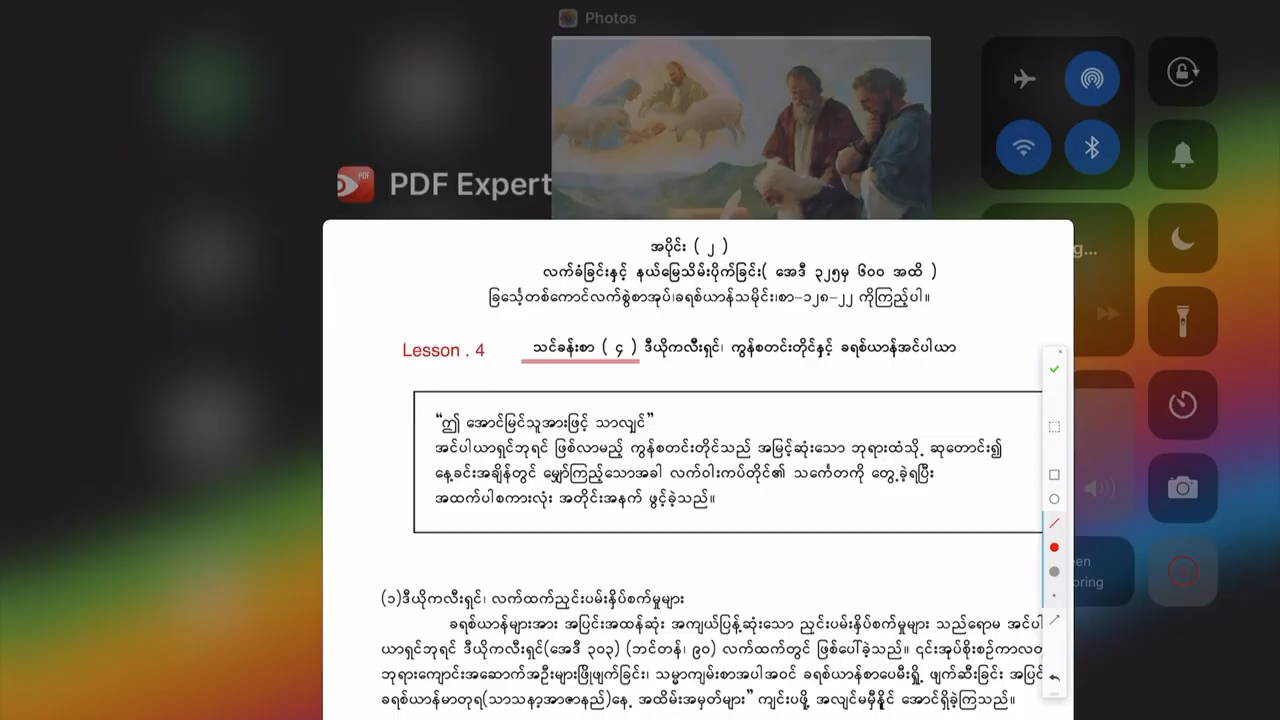 Photos
PDF Expert
PDF
အပိုင်း ( ၂ )
လက်ခံခြင်းနှင့် နယ်မြေသိမ်းပိုက်ခြင်း( အေဒီ ၃၂၅မှ ၆၀၀ အထိ )
ခြင်္သေ့တစ်ကောင်လက်စွဲစာအုပ်၊ခရစ်ယာန်သမိုင်း၊စာ–၁၂၈–၂၂ ကိုကြည့်ပါ။
Lesson . 4
သင်ခန်းစာ ( ၄ ) ဒီယိုကလီးရှင်၊ ကွန်စတင်းတိုင်နှင့် ခရစ်ယာန်အင်ပါယာ
“ဤ အောင်မြင်သူအားဖြင့် သာလျှင်”
အင်ပါယာရှင်ဘုရင် ဖြစ်လာမည့် ကွန်စတင်းတိုင်သည် အမြင့်ဆုံးသော ဘုရားထံသို့ ဆုတောင်း၍
နေ့ခင်းအချိန်တွင် မျှော်ကြည့်သောအခါ လက်ဝါးကပ်တိုင်၏ သင်္ကေတကို တွေ့ခဲ့ရပြီး
အထက်ပါစကားလုံး အတိုင်းအနက် ဖွင့်ခဲ့သည်။
(၁)ဒီယိုကလီးရှင်၊ လက်ထက်ညှင်းပမ်းနှိပ်စက်မှုများ
ခရစ်ယာန်များအား အပြင်းအထန်ဆုံး အကျယ်ပြန့်ဆုံးသော ညှင်းပမ်းနှိပ်စက်မှုများ သည်ရောမ အင်ပါ
ယာရှင်ဘုရင် ဒီယိုကလီးရှင်(အေဒီ ၃၀၃) (ဘင်တန်၊ ၉၀) လက်ထက်တွင် ဖြစ်ပေါ်ခဲ့သည်။ ၎င်းအုပ်စိုးစဉ်ကာလတ
ဘုရားကျောင်းအဆောက်အဦးများဖြိုဖျက်ခြင်း၊ သမ္မာကျမ်းစာအပါအဝင် ခရစ်ယာန်စာပေမီးရှို့ ဖျက်ဆီးခြင်း အပြင်
ခရစ်ယာန်မာတုရ(သာသနာ့အာဇာနည်)နေ့ အထိမ်းအမှတ်များ” ကျင်းပဖို့ အလျင်မမှီနိုင် အောင်ရှိခဲ့ကြသည်။